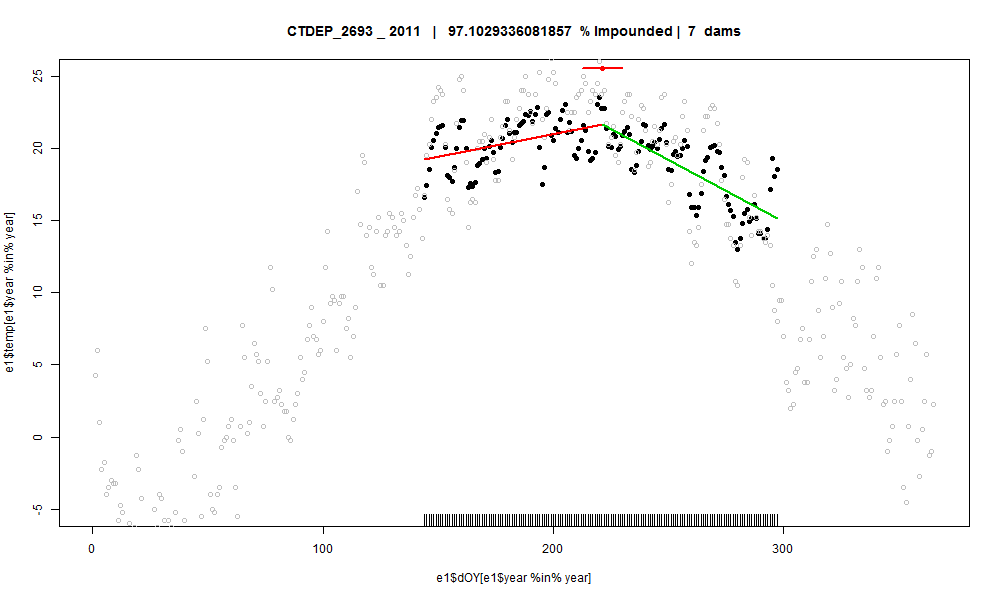 CTDEP_2693 _ 2011 | 97.1029336081857 % Impounded | 7 dams
e1$temp[e1$year %in% year]
25
20
15
10
5
0
-5
0 100 200 300
e1$dOY[e1$year %in% year]